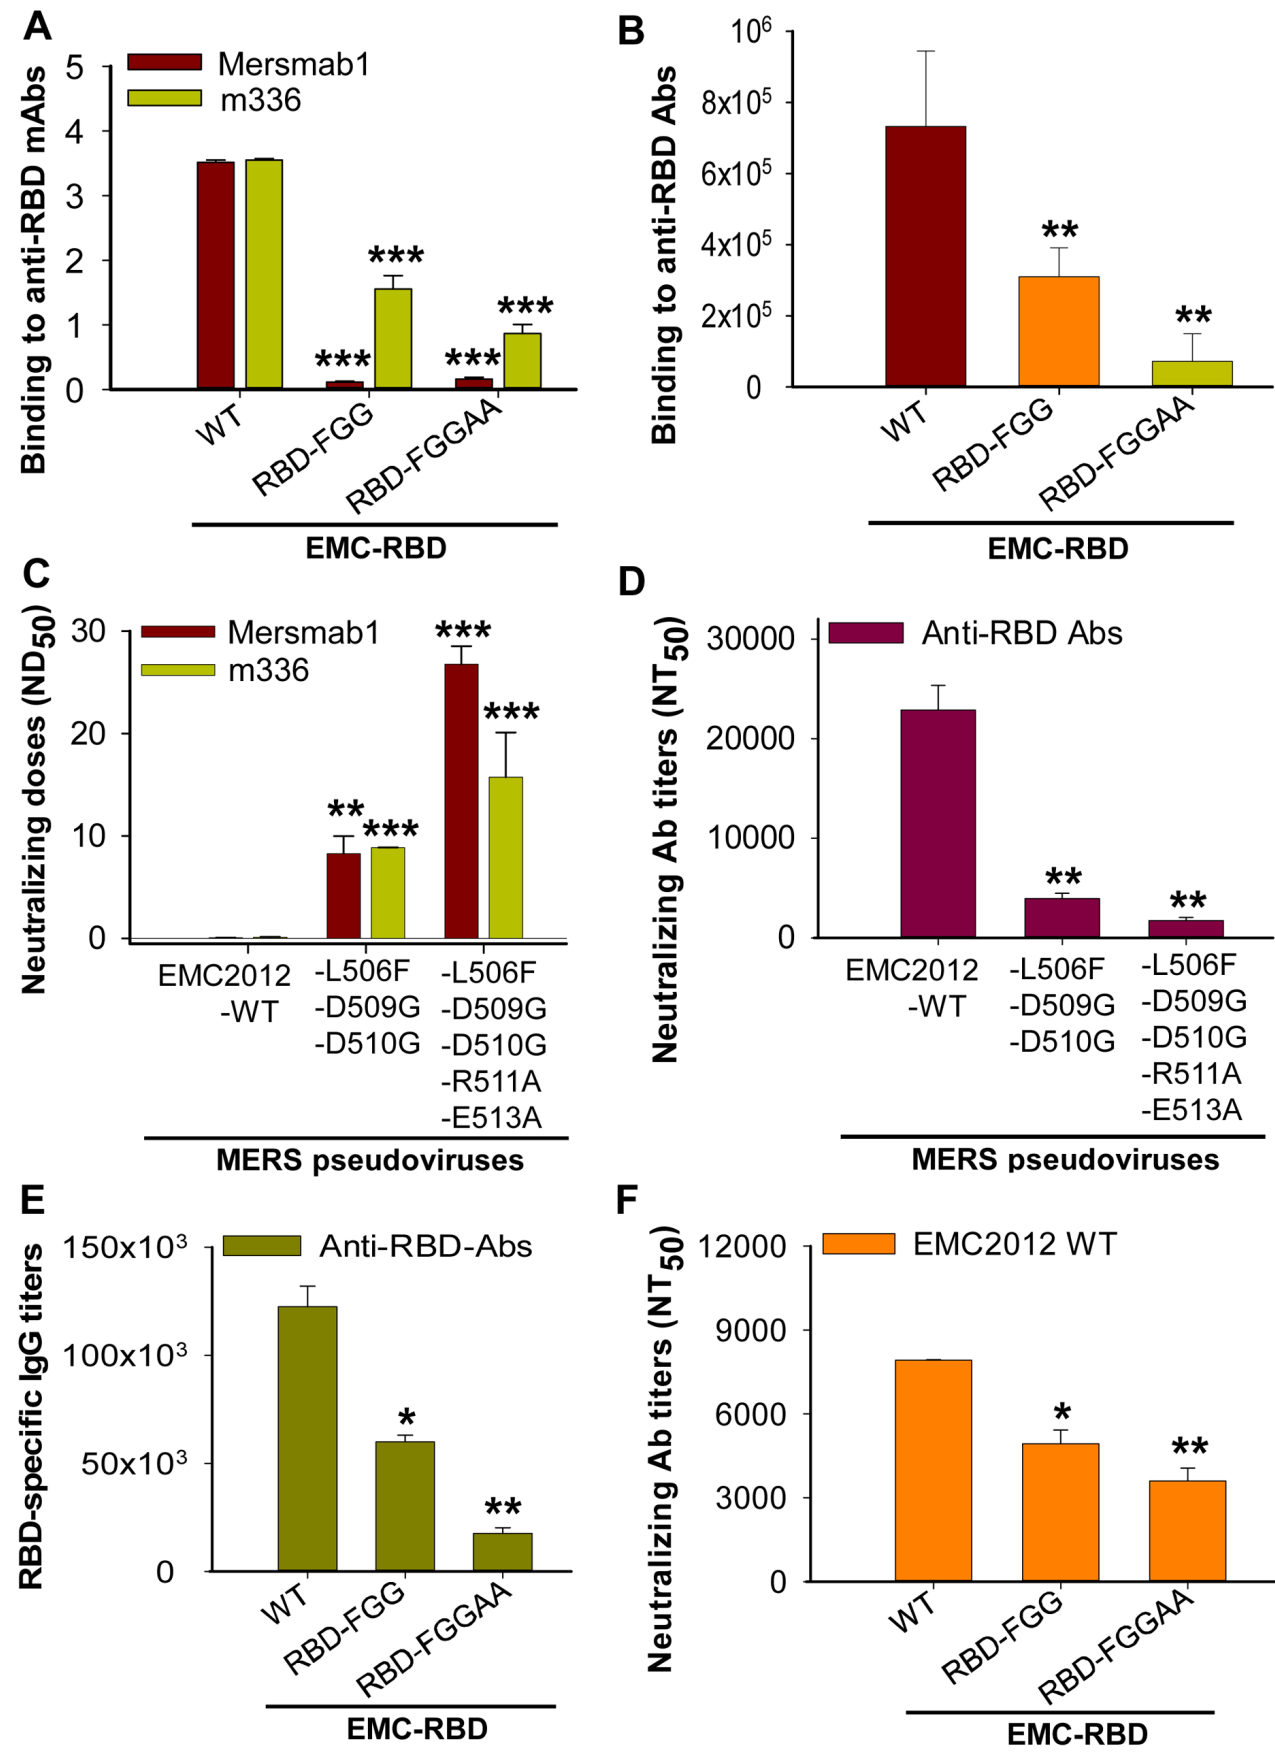 A
Binding to anti-RBD mAbs
Mersmab1
m336
5
4
3
2
1
0
***
***
***
***
WT
RBD-FGG
RBD-FGGAA
EMC-RBD
B
Binding to anti-RBD Abs
10⁶
8x10⁵
6x10⁵
4x10⁵
2x10⁵
0
**
**
WT
RBD-FGG
RBD-FGGAA
EMC-RBD
C
Neutralizing doses (ND50)
Mersmab1
m336
30
20
10
0
**
***
***
***
EMC2012
-WT
-L506F
-D509G
-D510G
-L506F
-D509G
-D510G
-R511A
-E513A
MERS pseudoviruses
D
Neutralizing Ab titers (NT50)
Anti-RBD Abs
30000
20000
10000
0
**
**
EMC2012
-WT
-L506F
-D509G
-D510G
-L506F
-D509G
-D510G
-R511A
-E513A
MERS pseudoviruses
E
RBD-specific IgG titers
Anti-RBD-Abs
150x10³
100x10³
50x10³
0
*
**
WT
RBD-FGG
RBD-FGGAA
EMC-RBD
F
Neutralizing Ab titers (NT50)
EMC2012 WT
12000
9000
6000
3000
0
*
**
WT
RBD-FGG
RBD-FGGAA
EMC-RBD